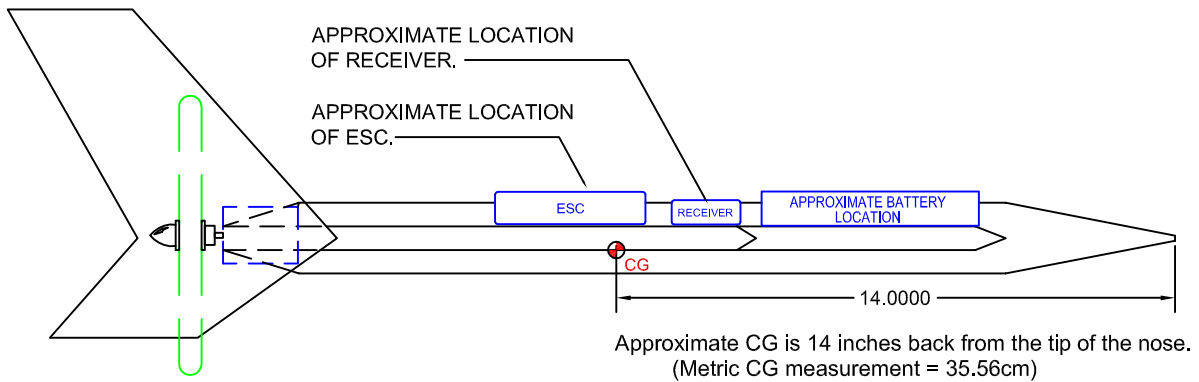 APPROXIMATE LOCATION
OF RECEIVER.
APPROXIMATE LOCATION
OF ESC.
ESC
RECEIVER
APPROXIMATE BATTERY
LOCATION
CG
14.0000
Approximate CG is 14 inches back from the tip of the nose.
(Metric CG measurement = 35.56cm)